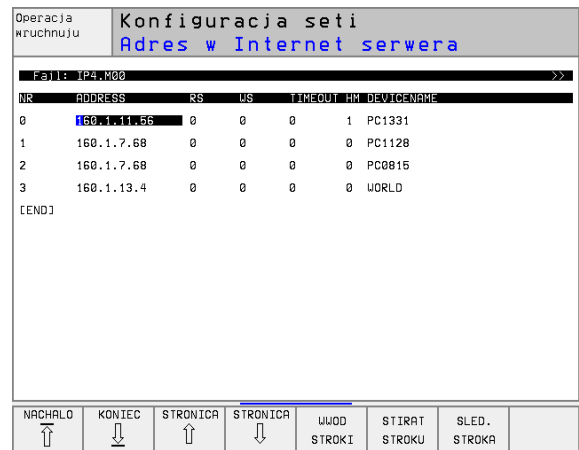 Operacja
wruchnuju
Konfiguracja seti
Adres w Internet serwera
Fajl: IP4.M00 >>
NR ADDRESS RS WS TIMEOUT HM DEVICENAME
0 160.1.11.56 0 0 0 1 PC1331
1 160.1.7.68 0 0 0 0 PC1128
2 160.1.7.68 0 0 0 0 PC0815
3 160.1.13.4 0 0 0 0 WORLD
[END]
NACHALO KONIEC STRONICA STRONICA WWOD STIRAT SLED.
STROKI STROKU STROKA